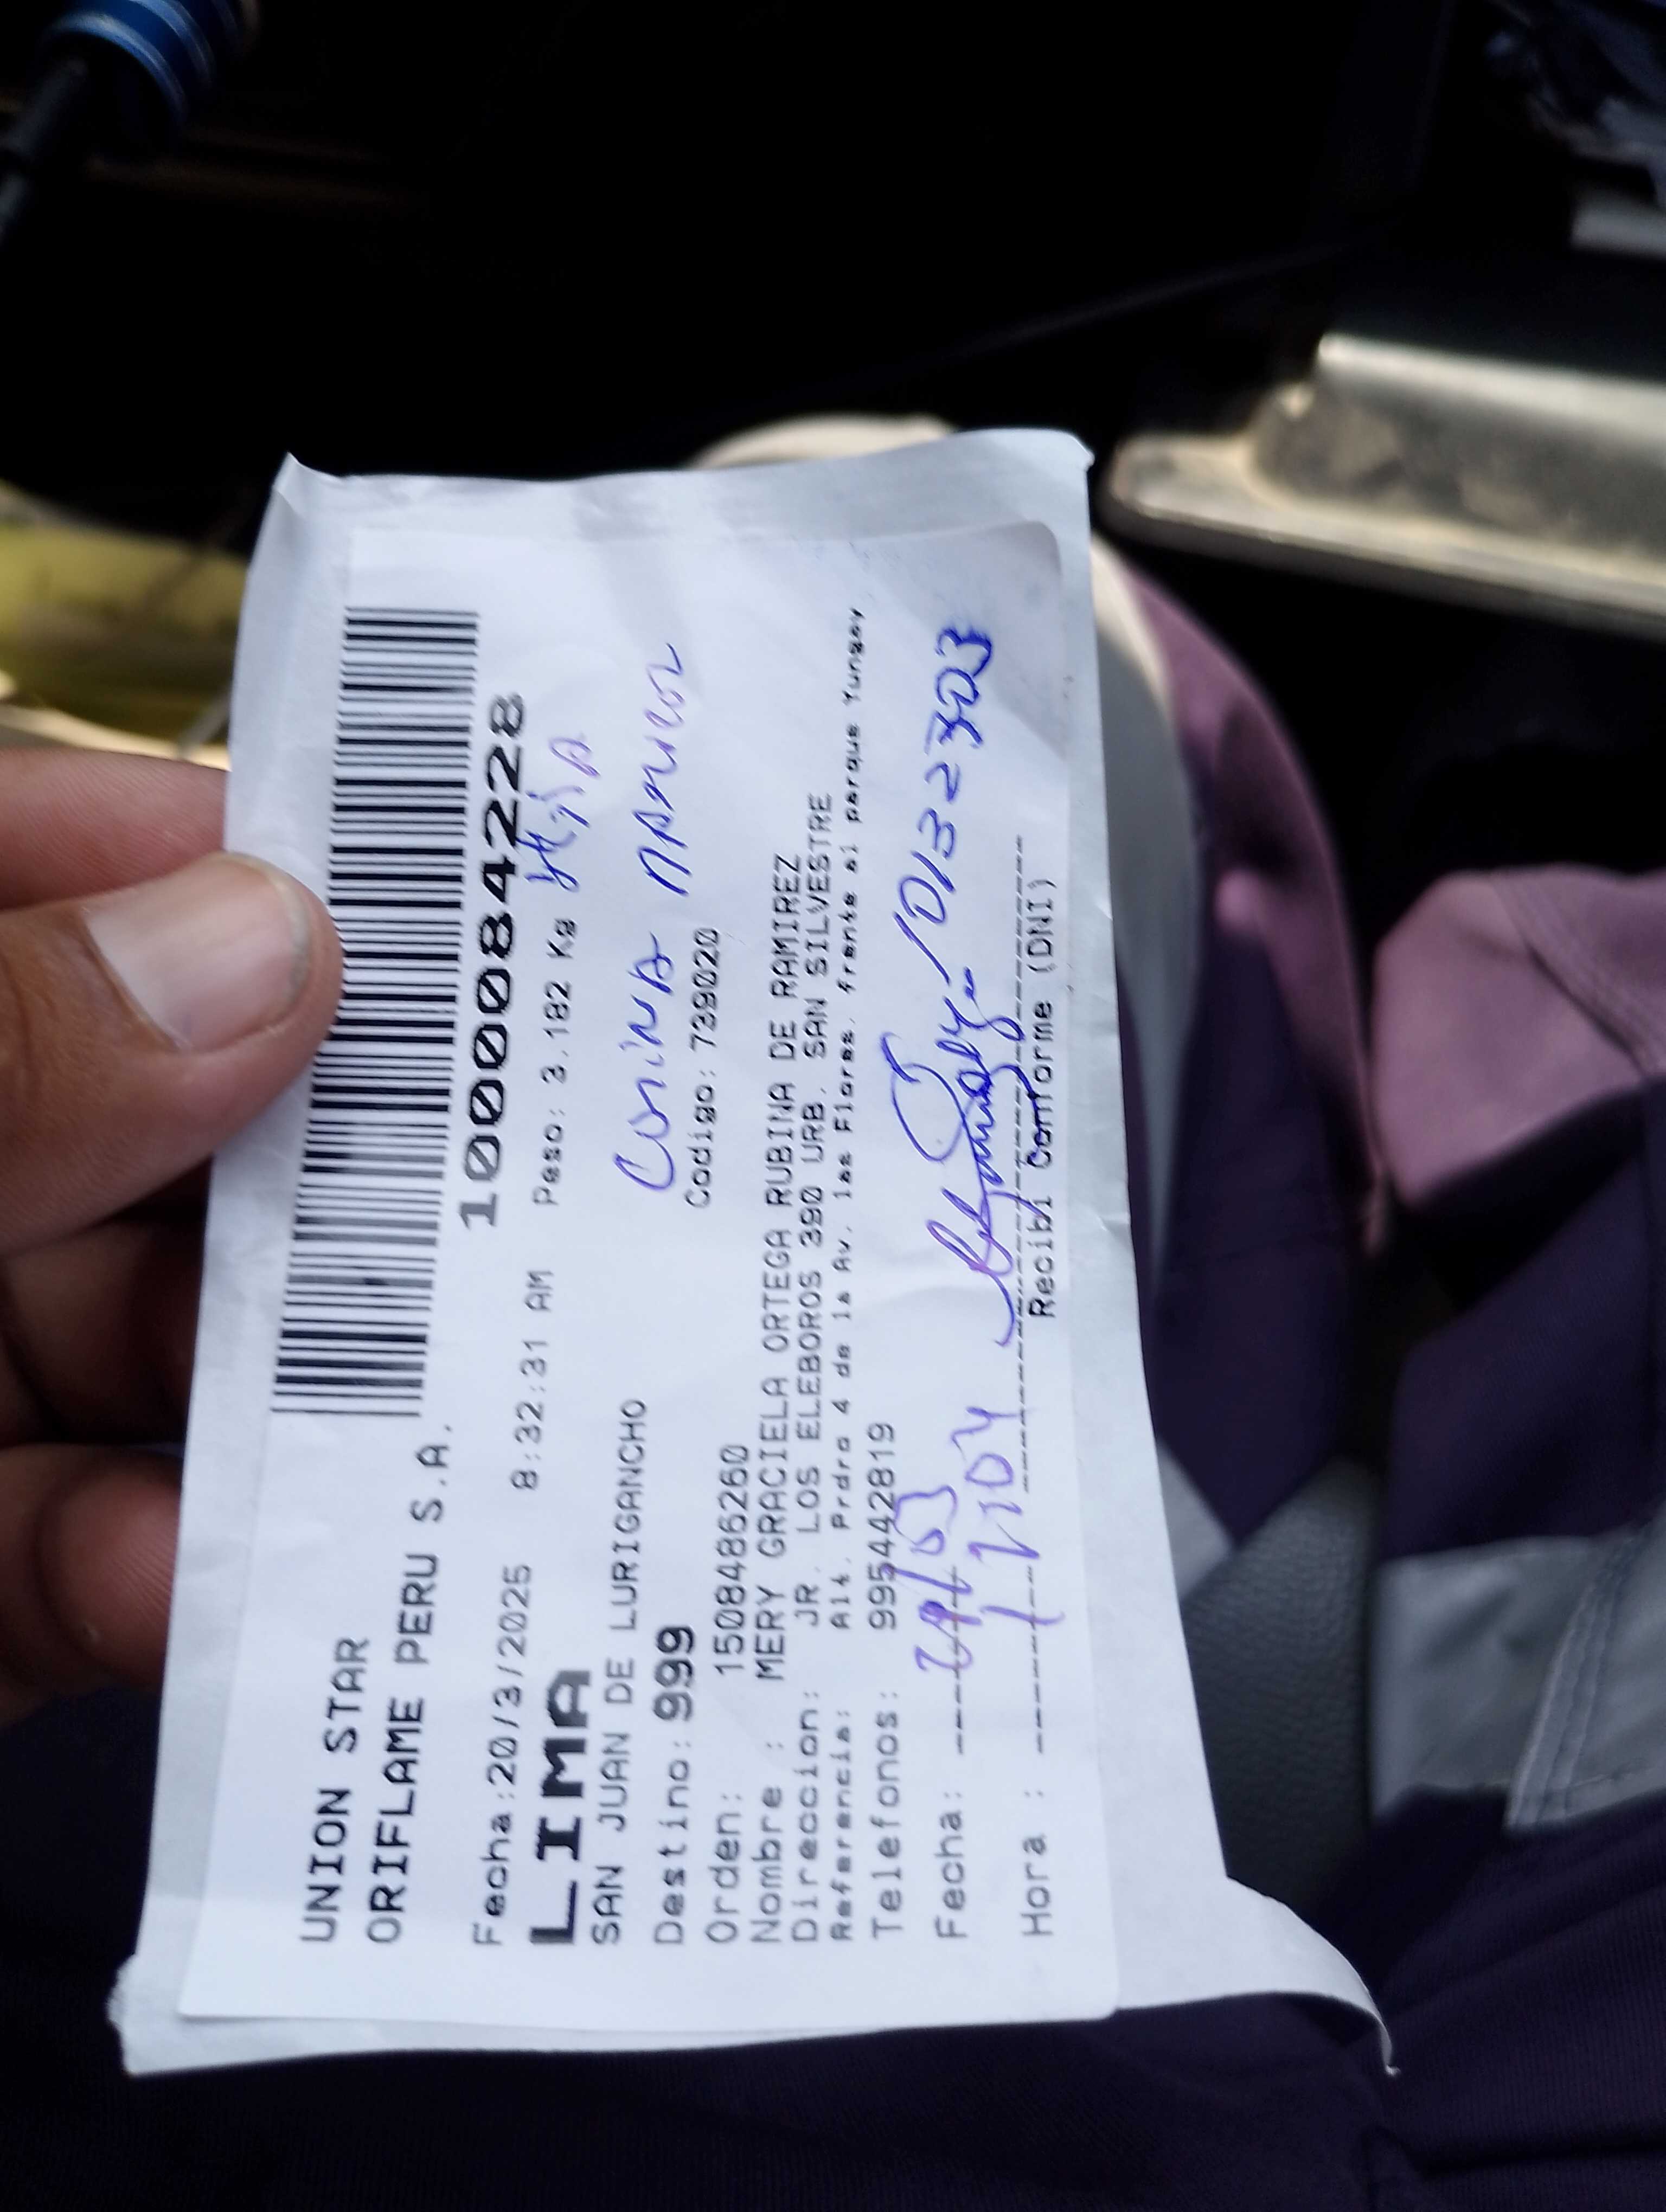 UNION STAR
ORIFLAME PERU S.A.
1000084228
Fecha:20/3/2025 8:32:31 AM Peso: 3.182 Kg
LIMA
SAN JUAN DE LURIGANCHO
Destino: 999 Codigo: 739020
Orden: 1508486260
Nombre : MERY GRACIELA ORTEGA RUBINA DE RAMIREZ
Direccion: JR. LOS ELEBOROS 390 URB. SAN SILVESTRE
Referencia: Alt. Prdro 4 de la Av. las Flores. frente al parque Yungay
Telefonos: 995442819
Fecha:
Hora :
Recibi Conforme (DNI)